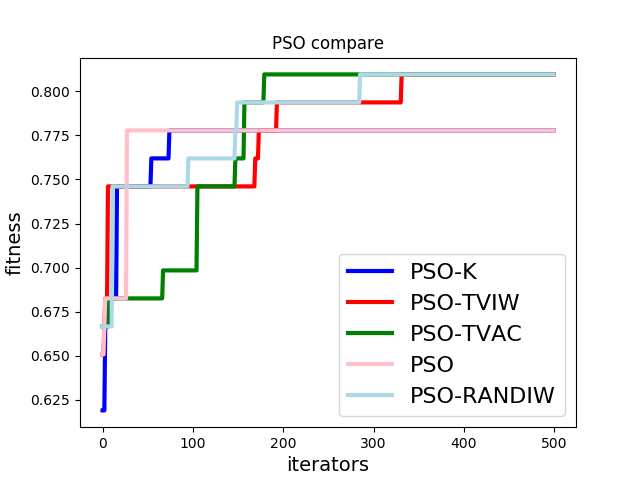 PSO compare
fitness
0.800
0.775
0.750
0.725
0.700
0.675
0.650
0.625
PSO-K
PSO-TVIW
PSO-TVAC
PSO
PSO-RANDIW
0 100 200 300 400 500
iterators